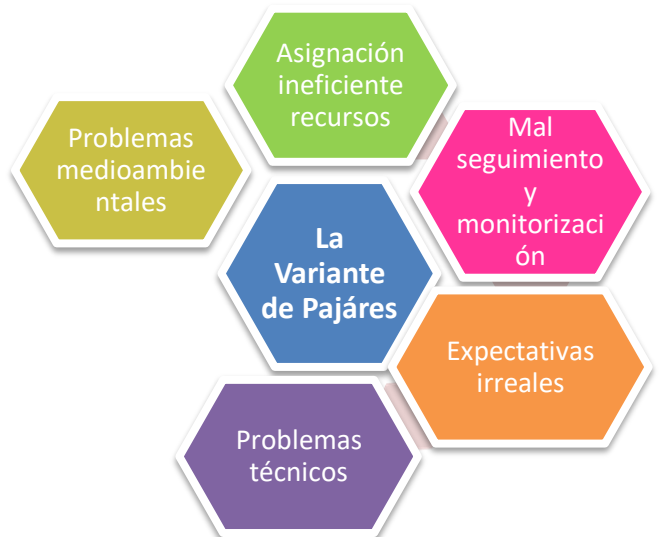 Asignación
ineficiente
recursos
Problemas
medioambie
ntales
Mal
seguimiento
y
monitorizaci
ón
La
Variante
de Pajáres
Expectativas
irreales
Problemas
técnicos